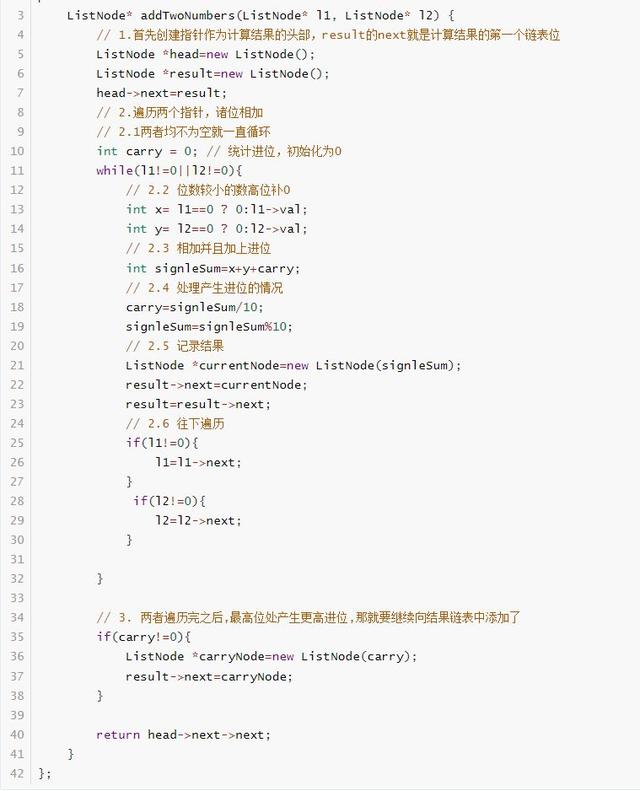 3 ListNode* addTwoNumbers(ListNode* l1, ListNode* l2) {
4 // 1.首先创建指针作为计算结果的头部，result的next就是计算结果的第一个链表位
5 ListNode *head=new ListNode();
6 ListNode *result=new ListNode();
7 head->next=result;
8 // 2.遍历两个指针，诸位相加
9 // 2.1两者均不为空就一直循环
10 int carry = 0; // 统计进位，初始化为0
11 while(l1!=0||l2!=0){
12 // 2.2 位数较小的数高位补0
13 int x= l1==0 ? 0:l1->val;
14 int y= l2==0 ? 0:l2->val;
15 // 2.3 相加并且加上进位
16 int signleSum=x+y+carry;
17 // 2.4 处理产生进位的情况
18 carry=signleSum/10;
19 signleSum=signleSum%10;
20 // 2.5 记录结果
21 ListNode *currentNode=new ListNode(signleSum);
22 result->next=currentNode;
23 result=result->next;
24 // 2.6 往下遍历
25 if(l1!=0){
26 l1=l1->next;
27 }
28 if(l2!=0){
29 l2=l2->next;
30 }
31
32 }
33
34 // 3. 两者遍历完之后,最高位处产生更高进位,那就要继续向结果链表中添加了
35 if(carry!=0){
36 ListNode *carryNode=new ListNode(carry);
37 result->next=carryNode;
38 }
39
40 return head->next->next;
41 }
42 };